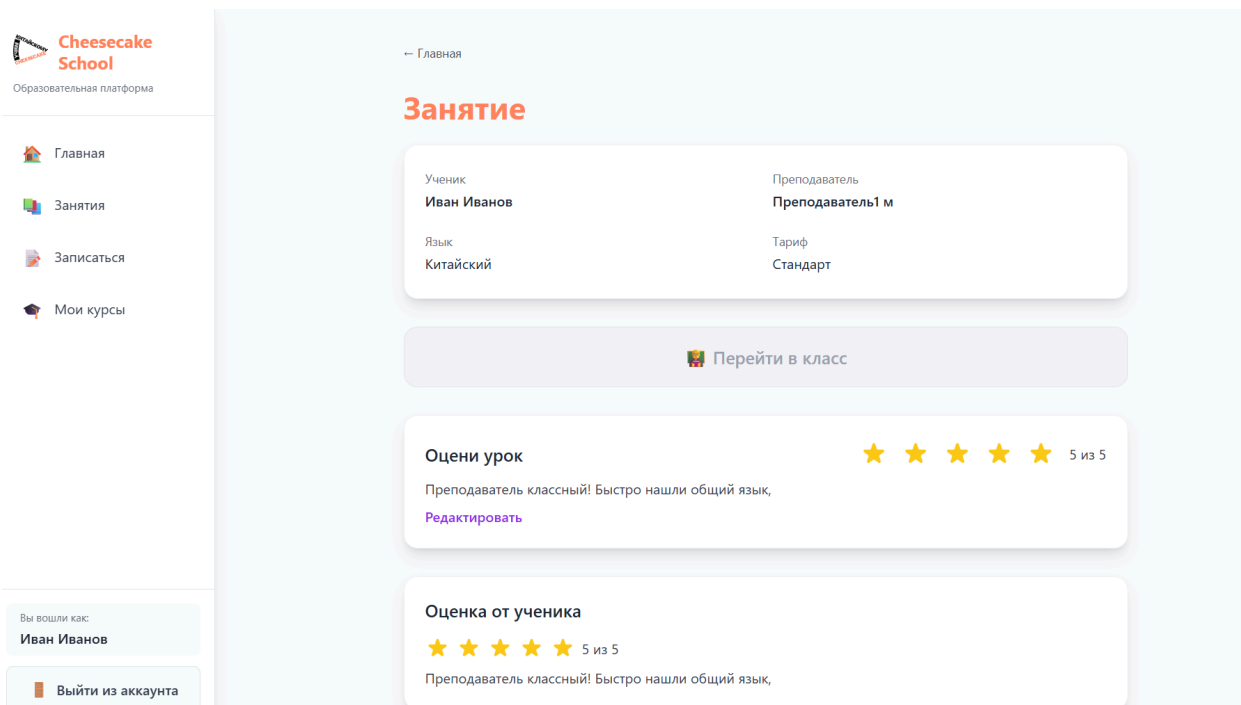 Cheesecake
School
Образовательная платформа
Главная
Занятия
Записаться
Мои курсы
Вы вошли как:
Иван Иванов
Выйти из аккаунта
← Главная
Занятие
Ученик
Иван Иванов
Преподаватель
Преподаватель1 м
Язык
Китайский
Тариф
Стандарт
Перейти в класс
Оцени урок
5 из 5
Преподаватель классный! Быстро нашли общий язык,
Редактировать
Оценка от ученика
5 из 5
Преподаватель классный! Быстро нашли общий язык,